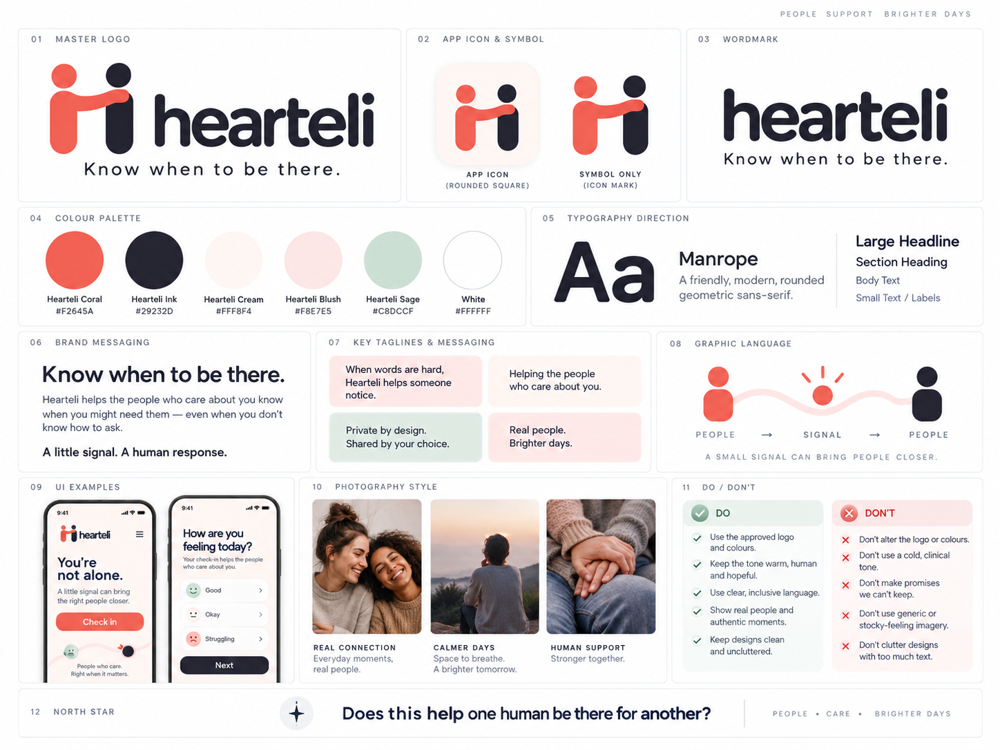 PEOPLE SUPPORT BRIGHTER DAYS
01 MASTER LOGO
hearteli
Know when to be there.
02 APP ICON & SYMBOL
APP ICON
(ROUNDED SQUARE)
SYMBOL ONLY
(ICON MARK)
03 WORDMARK
hearteli
Know when to be there.
04 COLOUR PALETTE
Hearteli Coral
#F2645A
Hearteli Ink
#29232D
Hearteli Cream
#FFF8F4
Hearteli Blush
#F8E7E5
Hearteli Sage
#C8DCCF
White
#FFFFFF
05 TYPOGRAPHY DIRECTION
Aa
Manrope
A friendly, modern, rounded
geometric sans-serif.
Large Headline
Section Heading
Body Text
Small Text / Labels
06 BRAND MESSAGING
Know when to be there.
Hearteli helps the people who care about you know
when you might need them — even when you don't
know how to ask.
A little signal. A human response.
07 KEY TAGLINES & MESSAGING
When words are hard,
Hearteli helps someone
notice.
Helping the people
who care about you.
Private by design.
Shared by your choice.
Real people.
Brighter days.
08 GRAPHIC LANGUAGE
PEOPLE → SIGNAL → PEOPLE
A SMALL SIGNAL CAN BRING PEOPLE CLOSER.
09 UI EXAMPLES
9:41
hearteli
You're
not alone.
A little signal can bring
the right people closer.
Check in
People who care.
Right when it matters.
9:41
How are you
feeling today?
Your check-in helps the people
who care about you.
Good
Okay
Struggling
Next
10 PHOTOGRAPHY STYLE
REAL CONNECTION
Everyday moments,
real people.
CALMER DAYS
Space to breathe.
A brighter tomorrow.
HUMAN SUPPORT
Stronger together.
11 DO / DON'T
DO
Use the approved logo
and colours.
Keep the tone warm, human
and hopeful.
Use clear, inclusive language.
Show real people and
authentic moments.
Keep designs clean
and uncluttered.
DON'T
Don't alter the logo or colours.
Don't use a cold, clinical
tone.
Don't make promises
we can't keep.
Don't use generic or
stocky-feeling imagery.
Don't clutter designs
with too much text.
12 NORTH STAR
Does this help one human be there for another?
PEOPLE • CARE • BRIGHTER DAYS